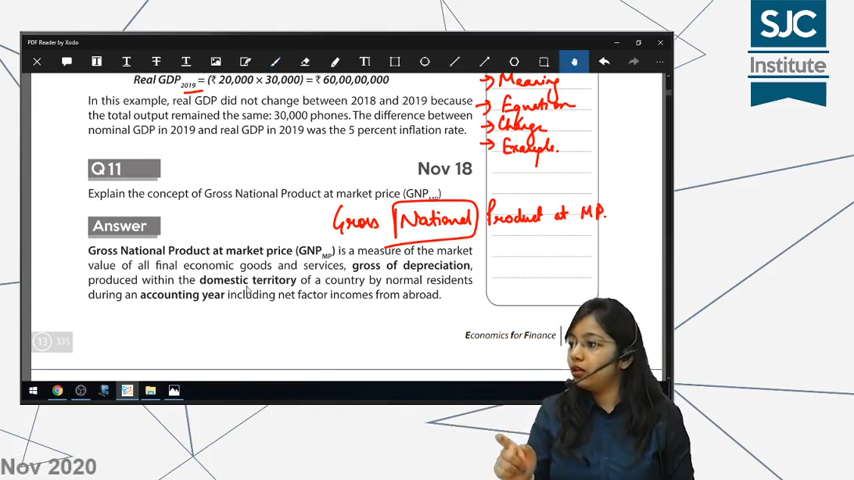 PDF Reader by Xodo
SJC
Institute
Real GDP2019 = (₹ 20,000 × 30,000) = ₹ 60,00,00,000
→ Meaning
In this example, real GDP did not change between 2018 and 2019 because
→ Equation
the total output remained the same: 30,000 phones. The difference between
→ Change
nominal GDP in 2019 and real GDP in 2019 was the 5 percent inflation rate.
→ Example.
Q 11
Nov 18
Explain the concept of Gross National Product at market price (GNPMP)
Gross National Product at MP.
Answer
Gross National Product at market price (GNPMP) is a measure of the market
value of all final economic goods and services, gross of depreciation,
produced within the domestic territory of a country by normal residents
during an accounting year including net factor incomes from abroad.
Economics for Finance
13 335
Nov 2020